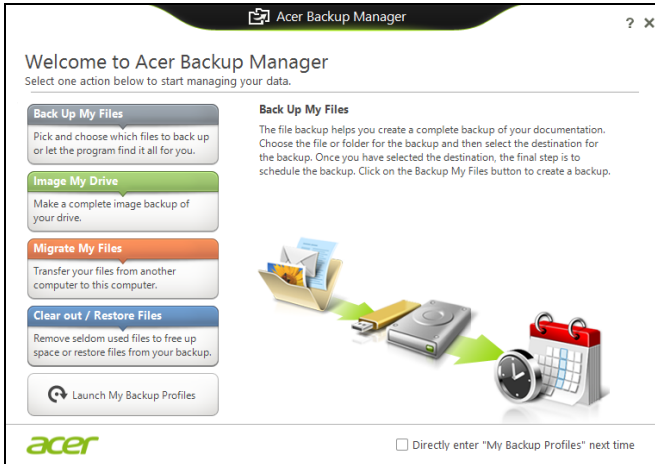 Acer Backup Manager
? X
Welcome to Acer Backup Manager
Select one action below to start managing your data.
Back Up My Files
Pick and choose which files to back up
or let the program find it all for you.
Image My Drive
Make a complete image backup of
your drive.
Migrate My Files
Transfer your files from another
computer to this computer.
Clear out / Restore Files
Remove seldom used files to free up
space or restore files from your backup.
Launch My Backup Profiles
Back Up My Files
The file backup helps you create a complete backup of your documentation.
Choose the file or folder for the backup and then select the destination for
the backup. Once you have selected the destination, the final step is to
schedule the backup. Click on the Backup My Files button to create a backup.
acer
Directly enter "My Backup Profiles" next time